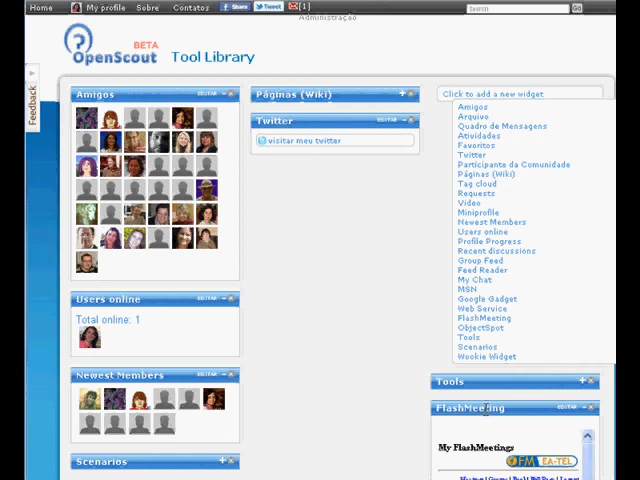 Home My profile Sobre Contatos Share Tweet [1] Search Go
Administração
BETA
OpenScout Tool Library
Feedback
Amigos EDITAR
Páginas (Wiki)
Click to add a new widget
Amigos
Arquivo
Quadro de Mensagens
Atividades
Favoritos
Twitter
Participante da Comunidade
Páginas (Wiki)
Tag cloud
Requests
Video
Miniprofile
Newest Members
Users online
Profile Progress
Recent discussions
Group Feed
Feed Reader
My Chat
MSN
Google Gadget
Web Service
FlashMeeting
ObjectSpot
Tools
Scenarios
Wookie Widget
Twitter EDITAR
visitar meu twitter
Users online EDITAR
Total online: 1
Newest Members EDITAR
Scenarios
Tools
FlashMeeting EDITAR
My FlashMeetings
FM EA-TEL